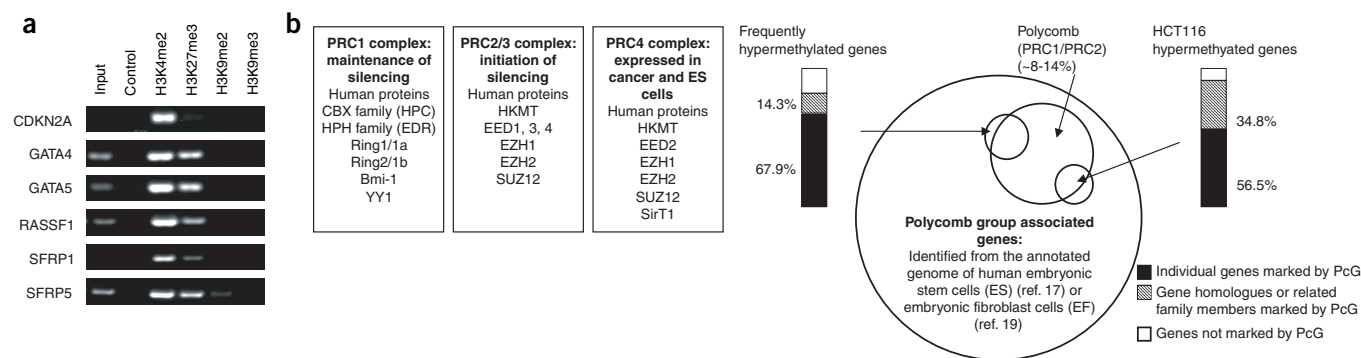 a
Input
Control
H3K4me2
H3K27me3
H3K9me2
H3K9me3
CDKN2A
GATA4
GATA5
RASSF1
SFRP1
SFRP5
b
PRC1 complex:
maintenance of
silencing
Human proteins
CBX family (HPC)
HPH family (EDR)
Ring1/1a
Ring2/1b
Bmi-1
YY1
PRC2/3 complex:
initiation of
silencing
Human proteins
HKMT
EED1, 3, 4
EZH1
EZH2
SUZ12
PRC4 complex:
expressed in
cancer and ES
cells
Human proteins
HKMT
EED2
EZH1
EZH2
SUZ12
SirT1
Frequently
hypermethylated genes
14.3%
67.9%
Polycomb
(PRC1/PRC2)
(~8-14%)
HCT116
hypermethyated genes
34.8%
56.5%
Polycomb group associated
genes:
Identified from the annotated
genome of human embryonic
stem cells (ES) (ref. 17) or
embryonic fibroblast cells (EF)
(ref. 19)
Individual genes marked by PcG
Gene homologues or related
family members marked by PcG
Genes not marked by PcG